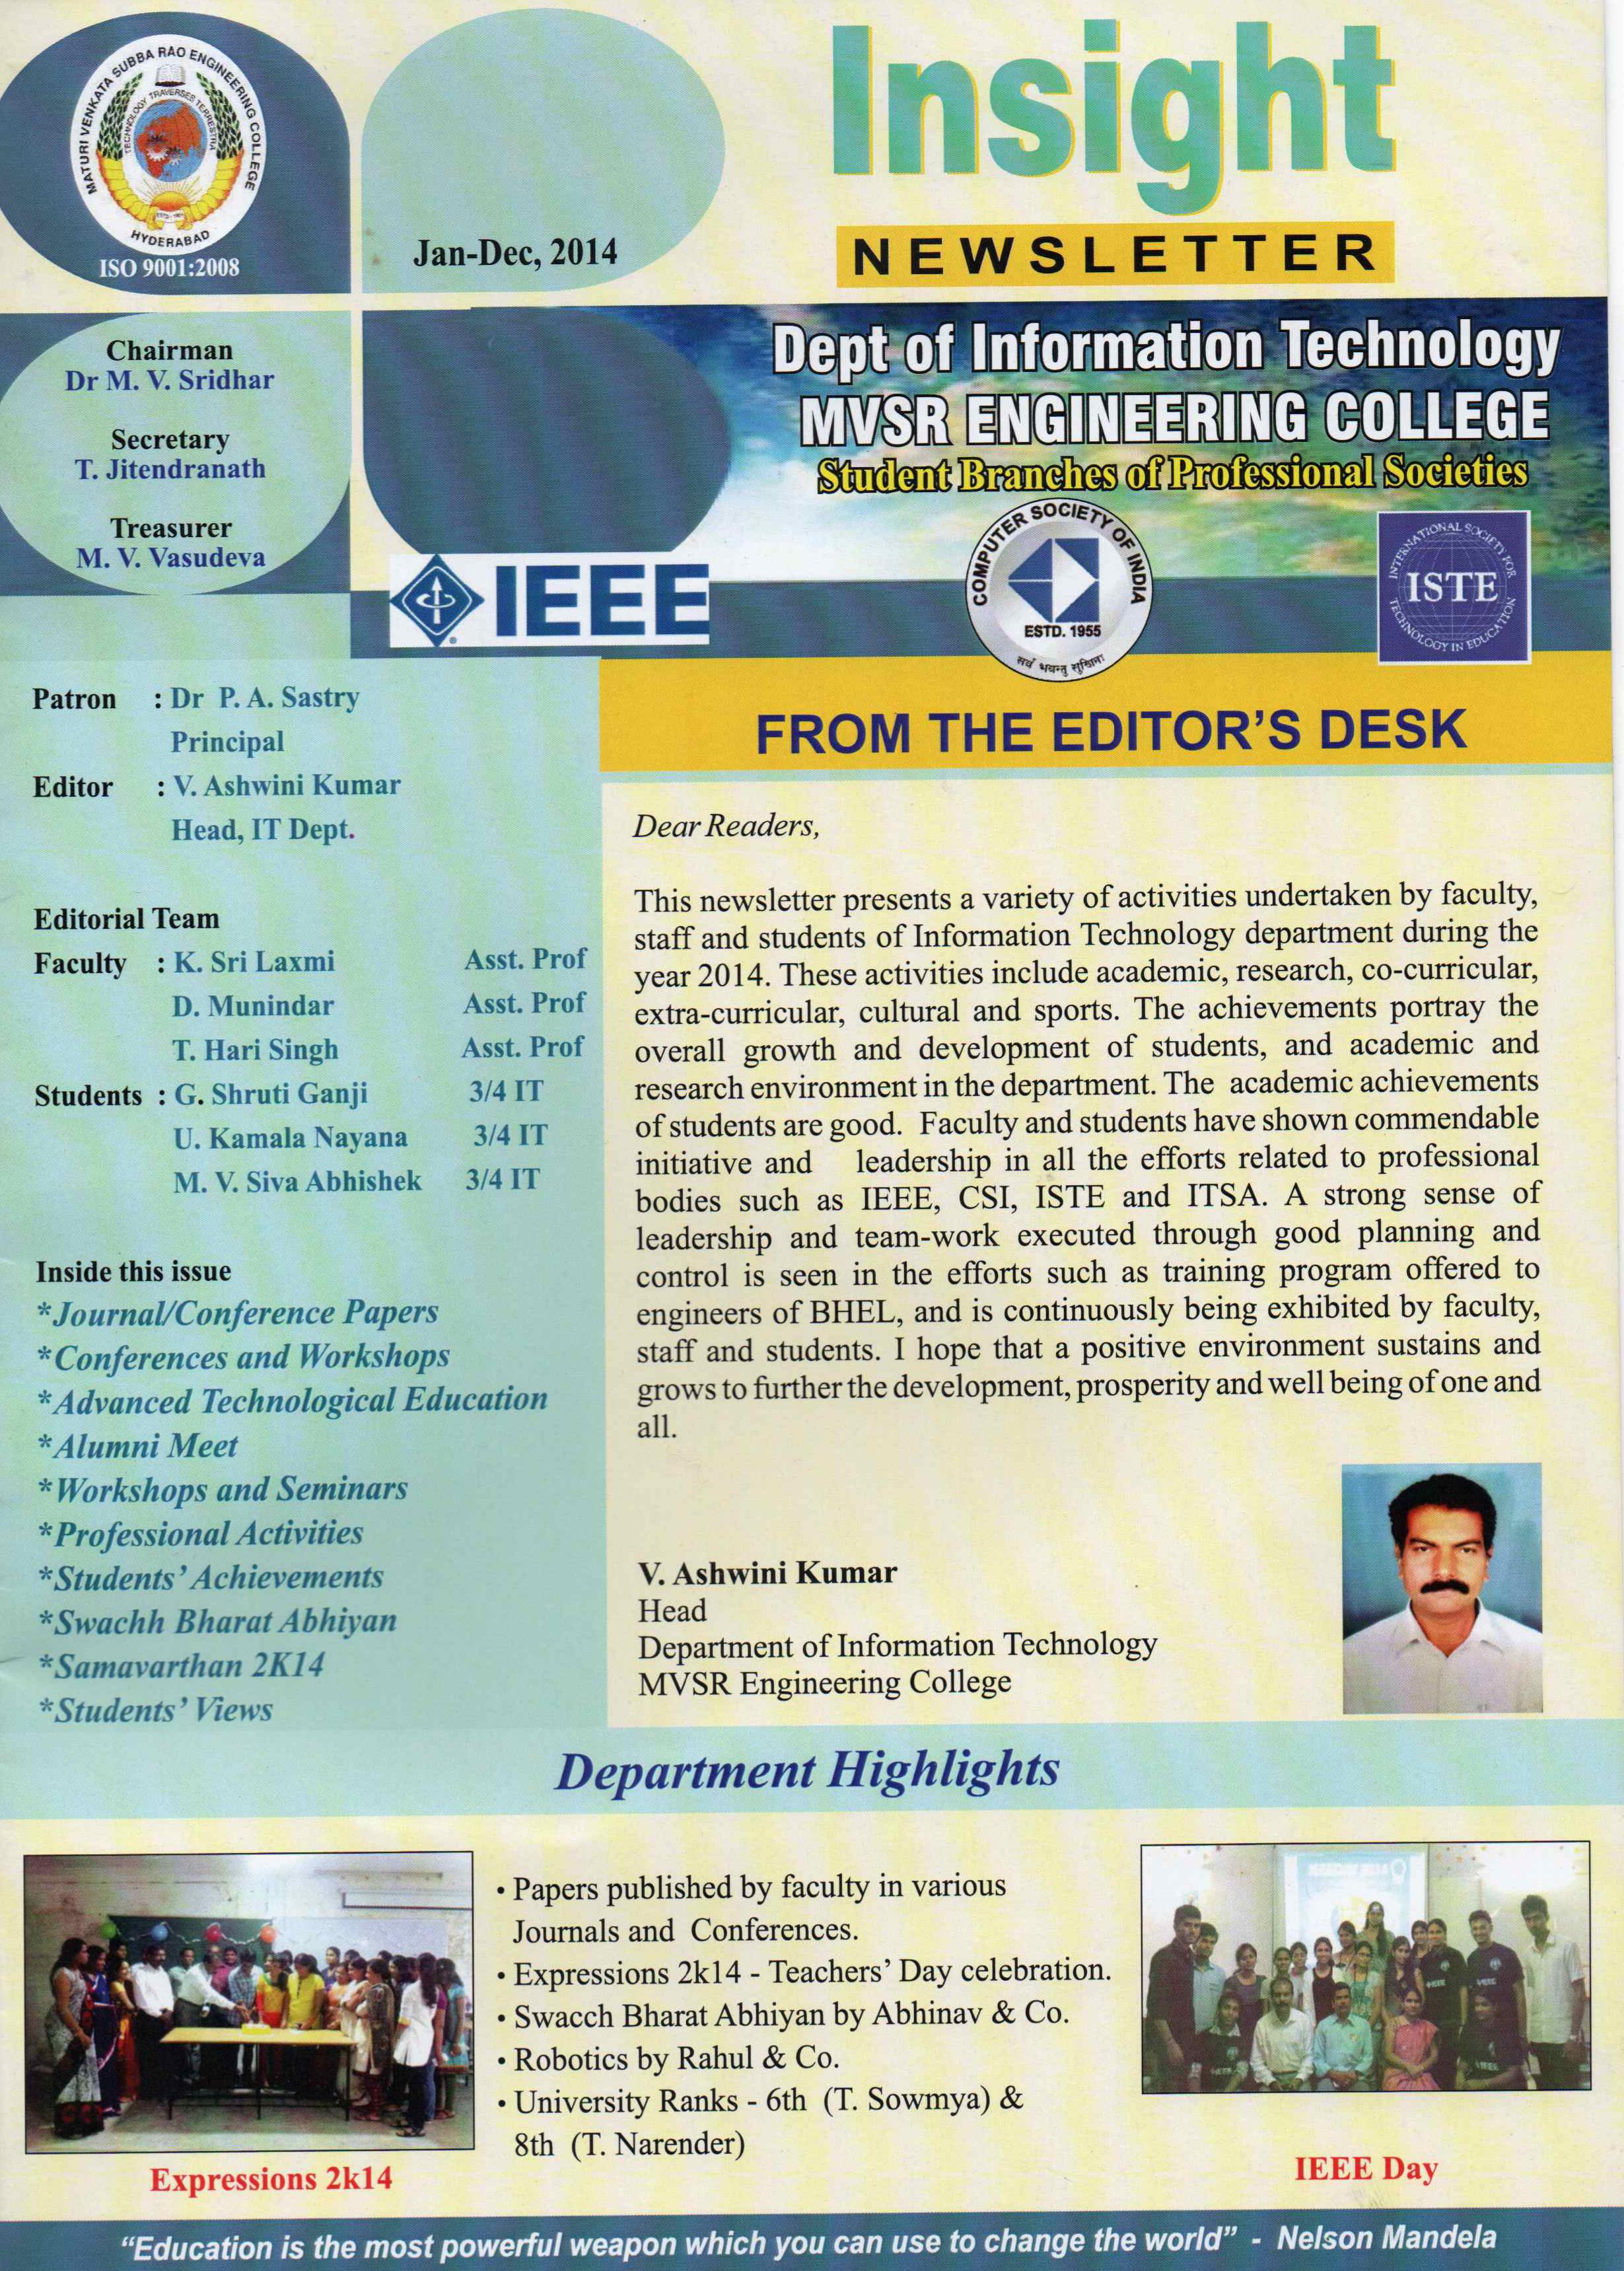 MATURI VENKATA SUBBA RAO ENGINEERING COLLEGE
TECHNOLOGY TRAVERSES TERRESTRIA
HYDERABAD
ISO 9001:2008
Jan-Dec, 2014
Insight
NEWSLETTER
Chairman
Dr M. V. Sridhar
Secretary
T. Jitendranath
Treasurer
M. V. Vasudeva
Dept of Information Technology
MVSR ENGINEERING COLLEGE
Student Branches of Professional Societies
IEEE
COMPUTER SOCIETY OF INDIA
ESTD. 1955
सर्वे भवन्तु सुखिनः
INTERNATIONAL SOCIETY FOR
ISTE
TECHNOLOGY IN EDUCATION
Patron : Dr P. A. Sastry
Principal
Editor : V. Ashwini Kumar
Head, IT Dept.
Editorial Team
Faculty : K. Sri Laxmi Asst. Prof
D. Munindar Asst. Prof
T. Hari Singh Asst. Prof
Students : G. Shruti Ganji 3/4 IT
U. Kamala Nayana 3/4 IT
M. V. Siva Abhishek 3/4 IT
Inside this issue
*Journal/Conference Papers
*Conferences and Workshops
*Advanced Technological Education
*Alumni Meet
*Workshops and Seminars
*Professional Activities
*Students' Achievements
*Swachh Bharat Abhiyan
*Samavarthan 2K14
*Students' Views
FROM THE EDITOR'S DESK
Dear Readers,
This newsletter presents a variety of activities undertaken by faculty,
staff and students of Information Technology department during the
year 2014. These activities include academic, research, co-curricular,
extra-curricular, cultural and sports. The achievements portray the
overall growth and development of students, and academic and
research environment in the department. The academic achievements
of students are good. Faculty and students have shown commendable
initiative and leadership in all the efforts related to professional
bodies such as IEEE, CSI, ISTE and ITSA. A strong sense of
leadership and team-work executed through good planning and
control is seen in the efforts such as training program offered to
engineers of BHEL, and is continuously being exhibited by faculty,
staff and students. I hope that a positive environment sustains and
grows to further the development, prosperity and well being of one and
all.
V. Ashwini Kumar
Head
Department of Information Technology
MVSR Engineering College
Department Highlights
• Papers published by faculty in various
Journals and Conferences.
• Expressions 2k14 - Teachers' Day celebration.
• Swacch Bharat Abhiyan by Abhinav & Co.
• Robotics by Rahul & Co.
• University Ranks - 6th (T. Sowmya) &
8th (T. Narender)
Expressions 2k14
IEEE Day
"Education is the most powerful weapon which you can use to change the world" - Nelson Mandela